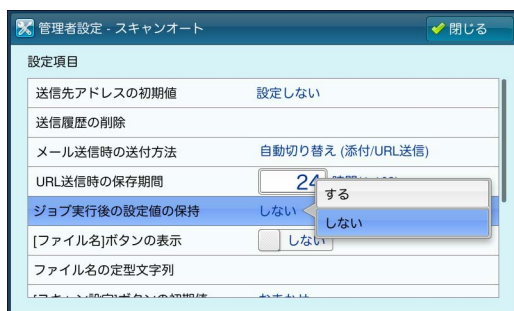 管理者設定 - スキャンオート
閉じる
設定項目
送信先アドレスの初期値 設定しない
送信履歴の削除
メール送信時の送付方法 自動切り替え (添付/URL送信)
URL送信時の保存期間 24
する
ジョブ実行後の設定値の保持 しない
しない
[ファイル名]ボタンの表示 しない
ファイル名の定型文字列